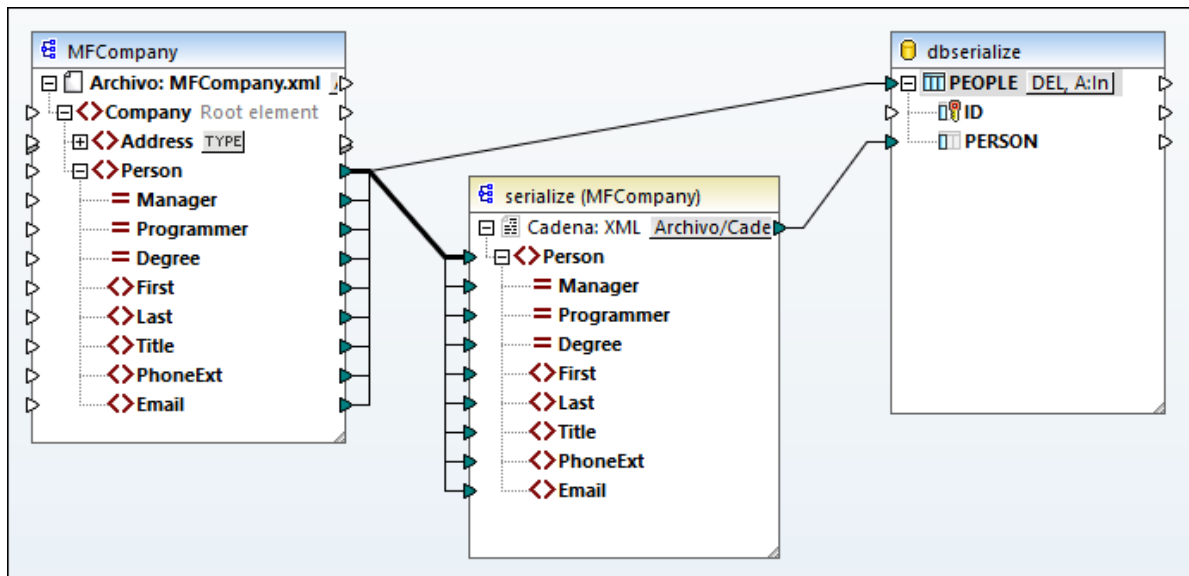 MFCompany
Archivo: MFCompany.xml
Company Root element
Address TYPE
Person
Manager
Programmer
Degree
First
Last
Title
PhoneExt
Email
serialize (MFCompany)
Cadena: XML Archivo/Cade
Person
Manager
Programmer
Degree
First
Last
Title
PhoneExt
Email
dbserialize
PEOPLE DEL, A:In
ID
PERSON